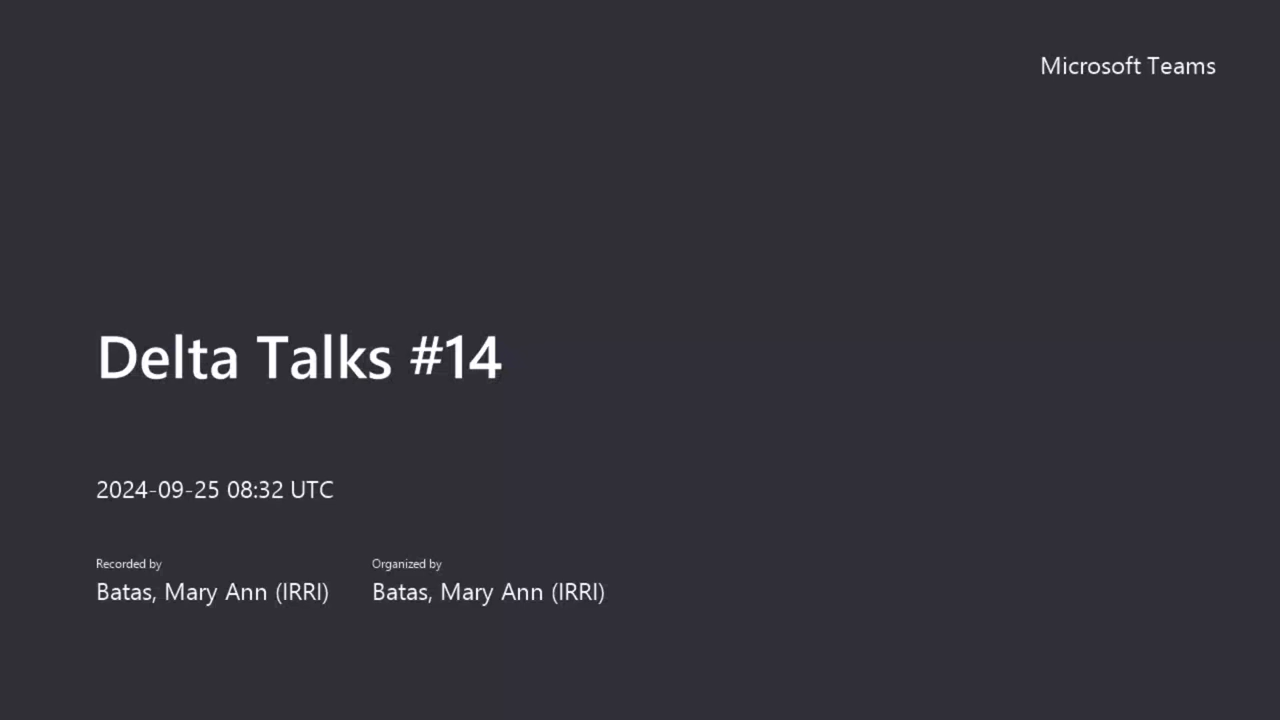 Microsoft Teams
Delta Talks #14
2024-09-25 08:32 UTC
Recorded by
Batas, Mary Ann (IRRI)
Organized by
Batas, Mary Ann (IRRI)